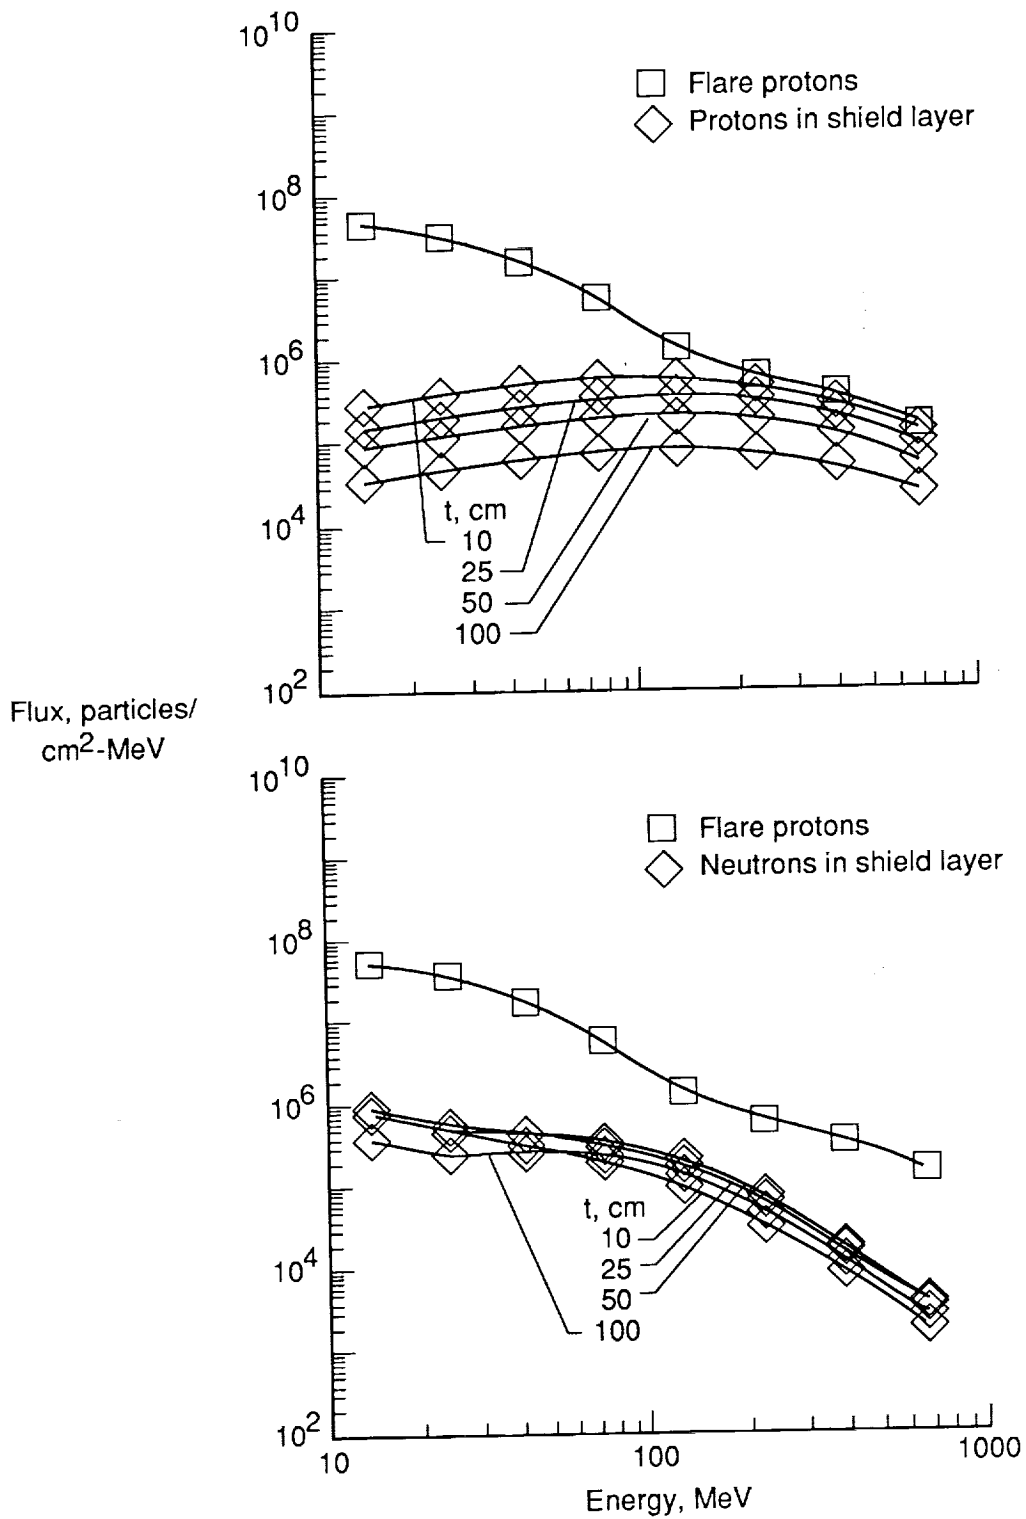 10^10
Flare protons
Protons in shield layer
10^8
10^6
10^4
t, cm
10
25
50
100
10^2
Flux, particles/
cm^2-MeV
10^10
Flare protons
Neutrons in shield layer
10^8
10^6
10^4
t, cm
10
25
50
100
10^2
10 100 1000
Energy, MeV